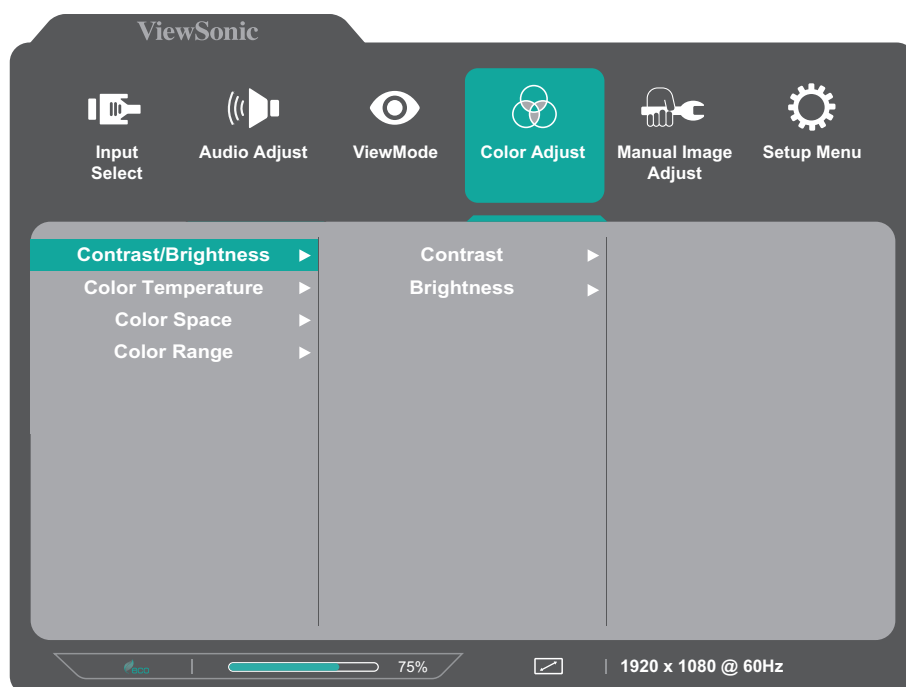 ViewSonic
Input
Select
Audio Adjust
ViewMode
Color Adjust
Manual Image
Adjust
Setup Menu
Contrast/Brightness
Color Temperature
Color Space
Color Range
Contrast
Brightness
eco
75%
1920 x 1080 @ 60Hz